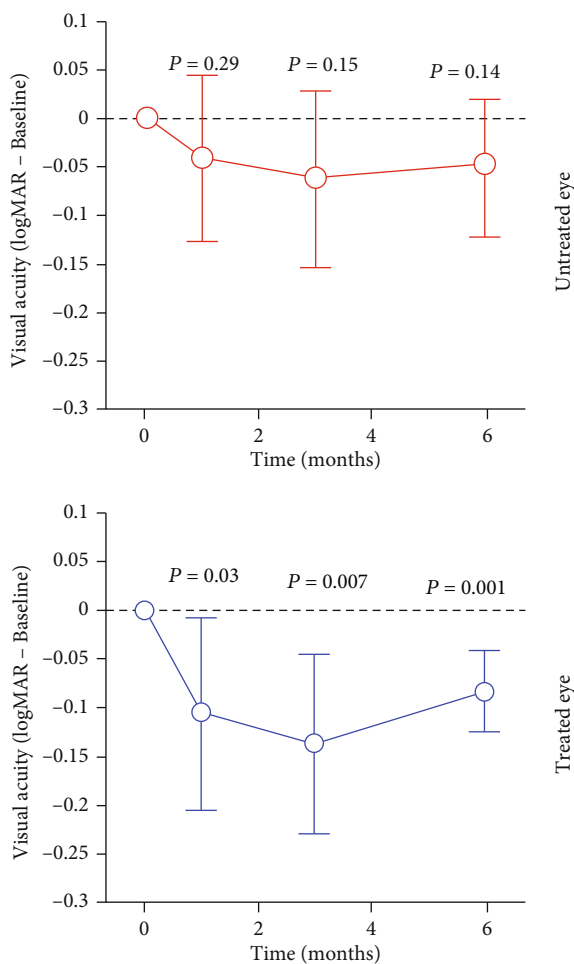 0.1
0.05
0
−0.05
−0.1
−0.15
−0.2
−0.25
−0.3
Visual acuity (logMAR – Baseline)
P = 0.29
P = 0.15
P = 0.14
0
2
4
6
Time (months)
Untreated eye
0.1
0.05
0
−0.05
−0.1
−0.15
−0.2
−0.25
−0.3
Visual acuity (logMAR – Baseline)
P = 0.03
P = 0.007
P = 0.001
0
2
4
6
Time (months)
Treated eye